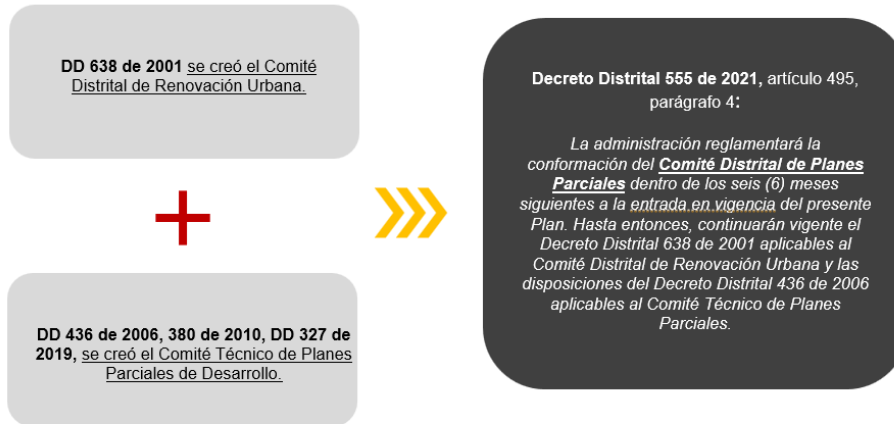 DD 638 de 2001 se creó el Comité
Distrital de Renovación Urbana.
DD 436 de 2006, 380 de 2010, DD 327 de
2019, se creó el Comité Técnico de Planes
Parciales de Desarrollo.
Decreto Distrital 555 de 2021, artículo 495,
parágrafo 4:
La administración reglamentará la
conformación del Comité Distrital de Planes
Parciales dentro de los seis (6) meses
siguientes a la entrada en vigencia del presente
Plan. Hasta entonces, continuarán vigente el
Decreto Distrital 638 de 2001 aplicables al
Comité Distrital de Renovación Urbana y las
disposiciones del Decreto Distrital 436 de 2006
aplicables al Comité Técnico de Planes
Parciales.